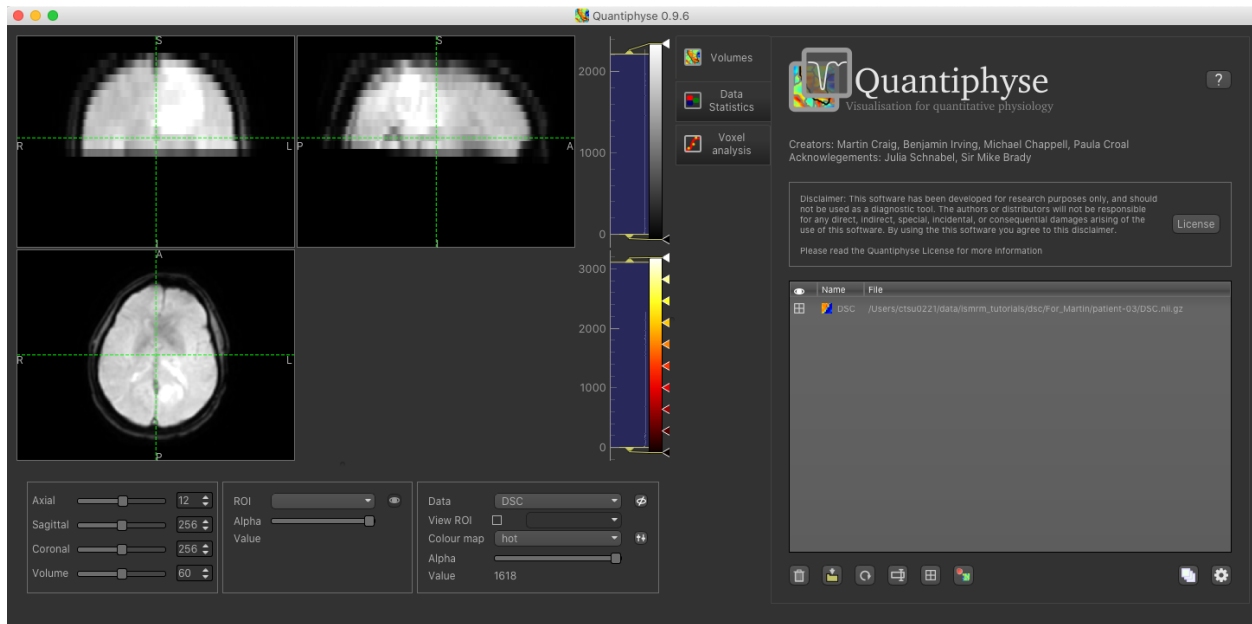 Quantiphyse 0.9.6
S
R
L
I
S
P
A
I
A
R
L
P
2000
1000
0
3000
2000
1000
0
Volumes
Data
Statistics
Voxel
analysis
Quantiphyse
Visualisation for quantitative physiology
?
Creators: Martin Craig, Benjamin Irving, Michael Chappell, Paula Croal
Acknowlegements: Julia Schnabel, Sir Mike Brady
Disclaimer: This software has been developed for research purposes only, and should
not be used as a diagnostic tool. The authors or distributors will not be responsible
for any direct, indirect, special, incidental, or consequential damages arising of the
use of this software. By using the this software you agree to this disclaimer.
Please read the Quantiphyse License for more information
License
Name File
DSC /Users/ctsu0221/data/ismrm_tutorials/dsc/For_Martin/patient-03/DSC.nii.gz
Axial 12
Sagittal 256
Coronal 256
Volume 60
ROI
Alpha
Value
Data DSC
View ROI
Colour map hot
Alpha
Value 1618